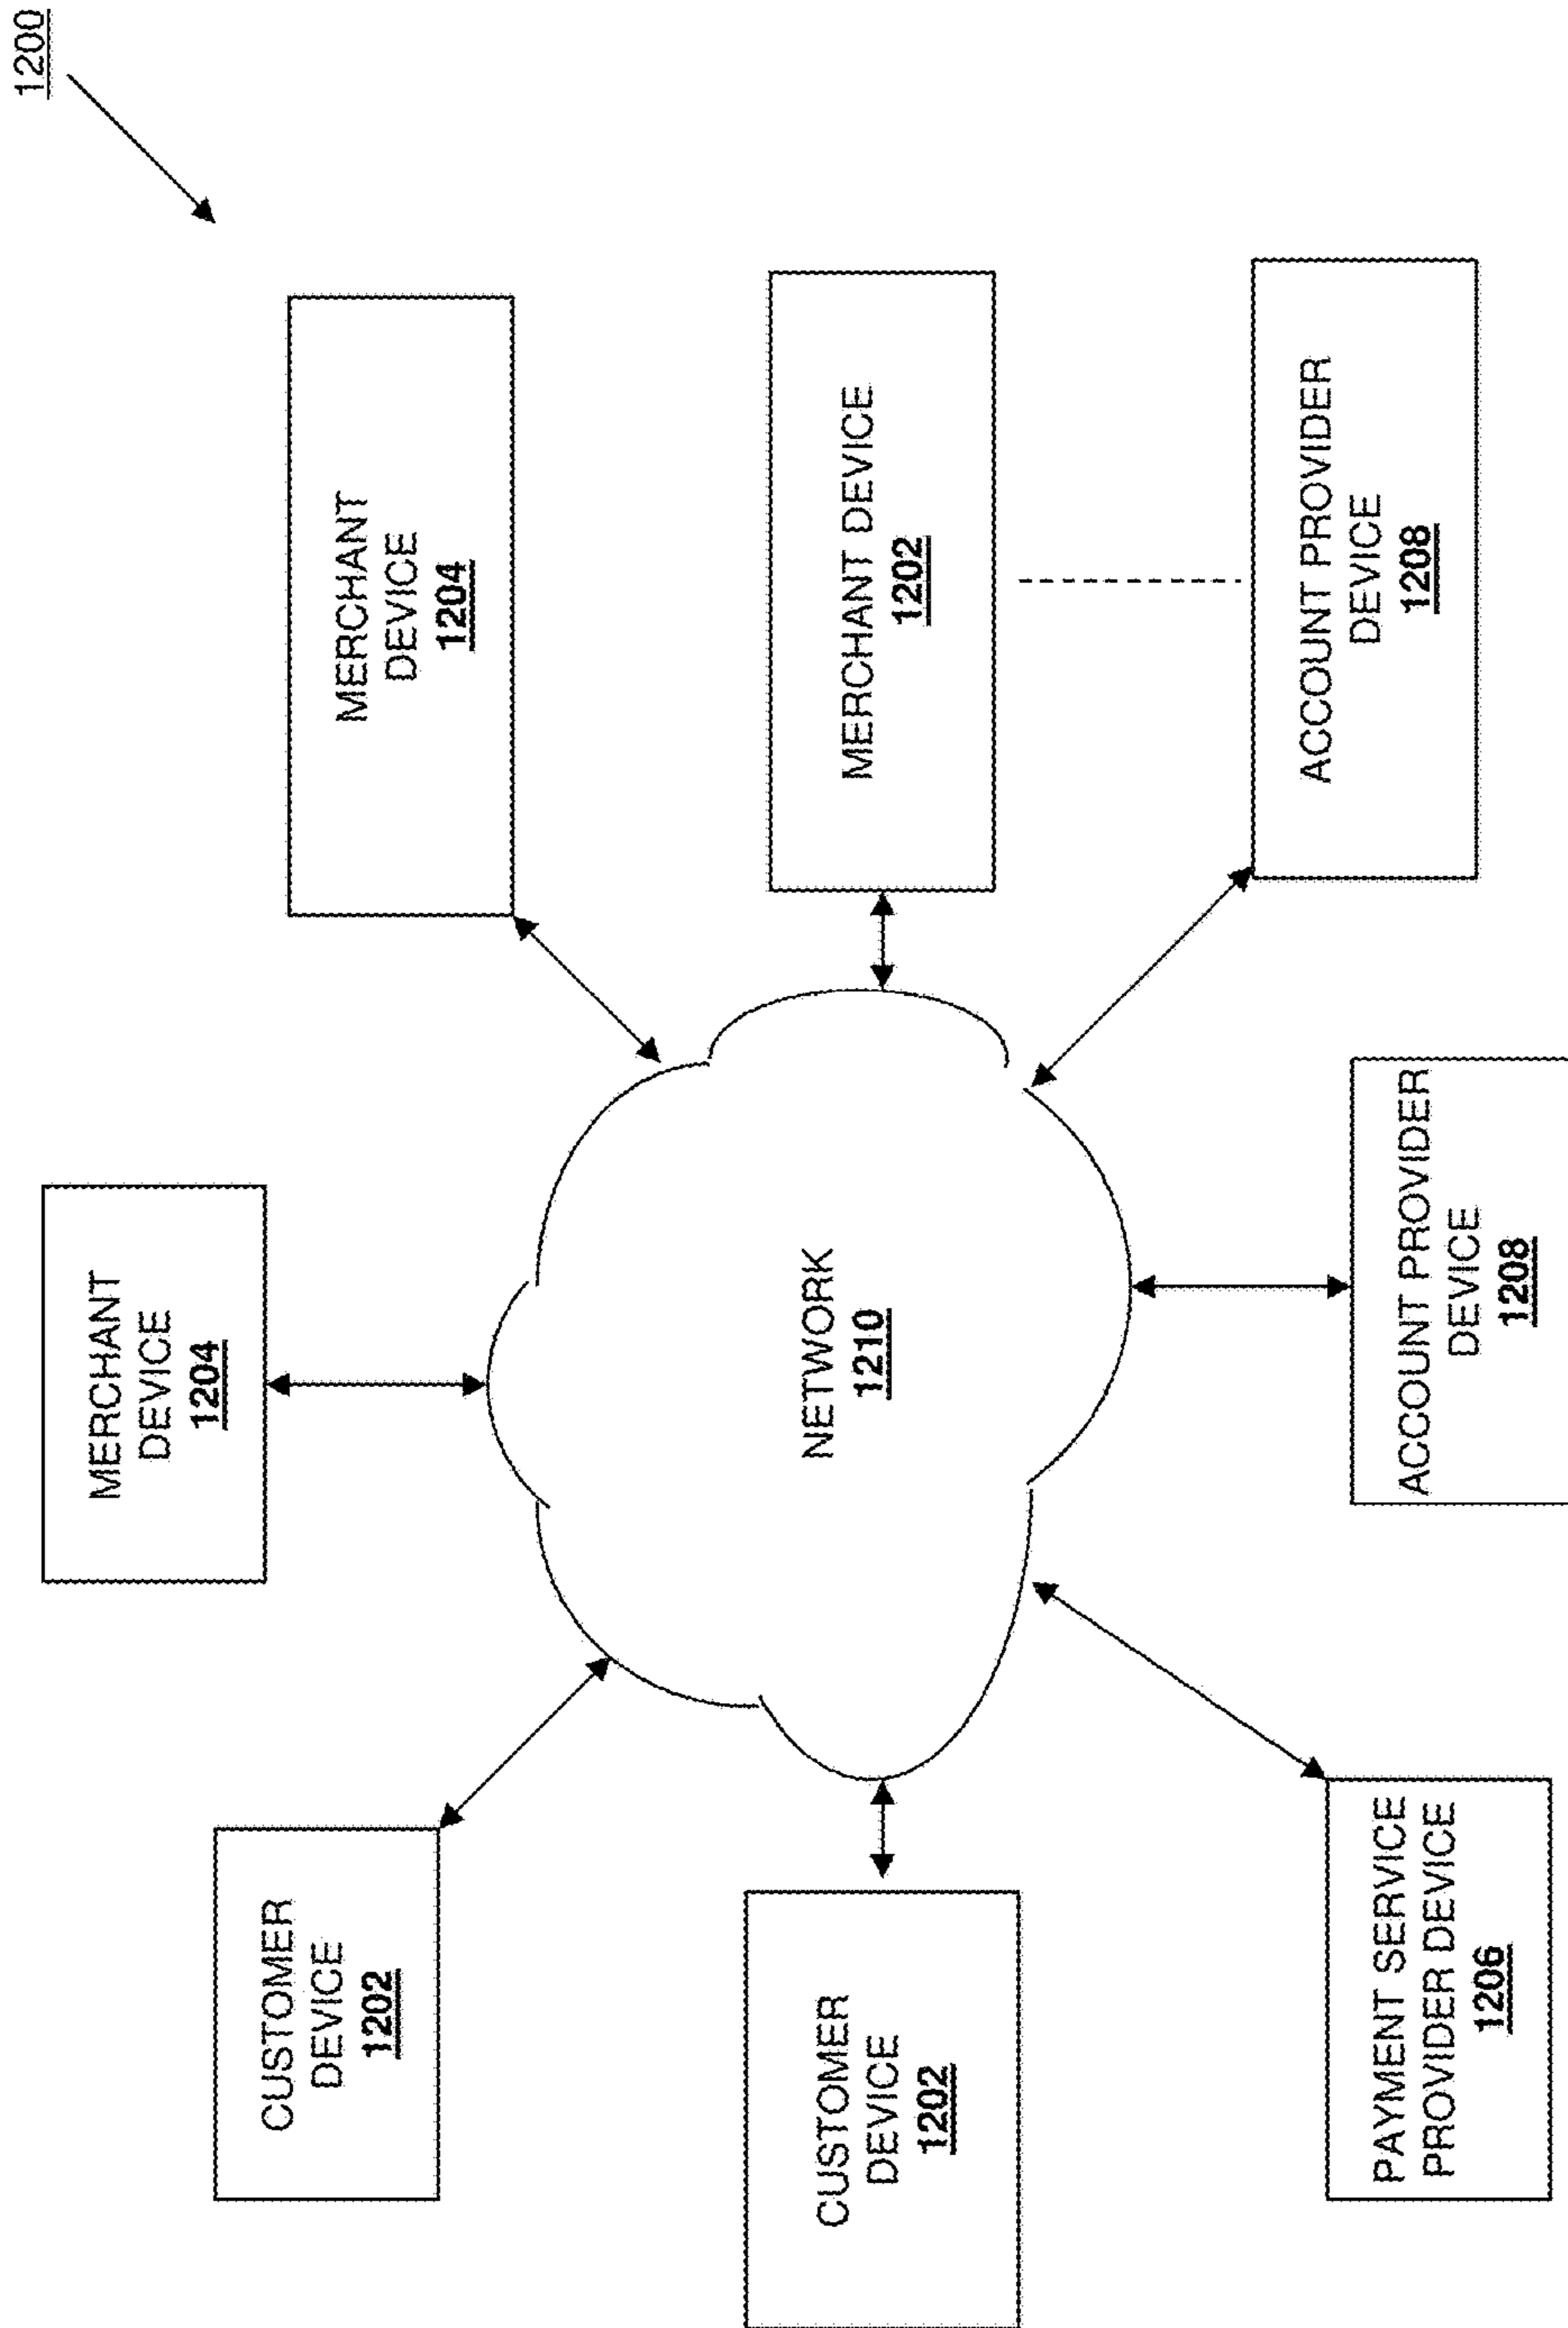 1200
MERCHANT
DEVICE
1204
MERCHANT
DEVICE
1204
CUSTOMER
DEVICE
1202
MERCHANT DEVICE
1202
NETWORK
1210
CUSTOMER
DEVICE
1202
ACCOUNT PROVIDER
DEVICE
1208
ACCOUNT PROVIDER
DEVICE
1208
PAYMENT SERVICE
PROVIDER DEVICE
1206